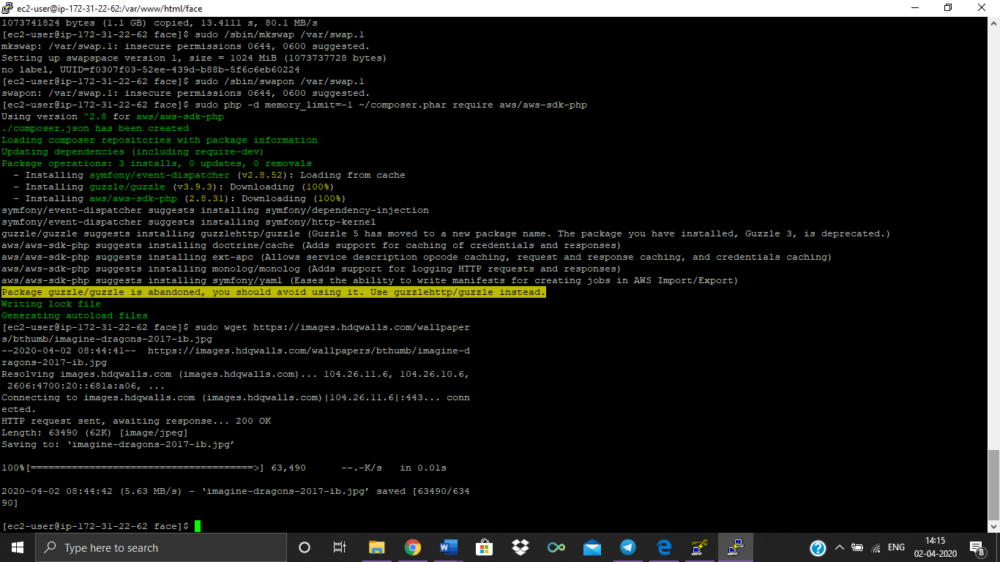 ec2-user@ip-172-31-22-62:/var/www/html/face
1073741824 bytes (1.1 GB) copied, 13.4111 s, 80.1 MB/s
[ec2-user@ip-172-31-22-62 face]$ sudo /sbin/mkswap /var/swap.1
mkswap: /var/swap.1: insecure permissions 0644, 0600 suggested.
Setting up swapspace version 1, size = 1024 MiB (1073737728 bytes)
no label, UUID=f0307f03-52ee-439d-b88b-5f6c6eb60224
[ec2-user@ip-172-31-22-62 face]$ sudo /sbin/swapon /var/swap.1
swapon: /var/swap.1: insecure permissions 0644, 0600 suggested.
[ec2-user@ip-172-31-22-62 face]$ sudo php -d memory_limit=-1 ~/composer.phar require aws/aws-sdk-php
Using version ^2.8 for aws/aws-sdk-php
./composer.json has been created
Loading composer repositories with package information
Updating dependencies (including require-dev)
Package operations: 3 installs, 0 updates, 0 removals
  - Installing symfony/event-dispatcher (v2.8.52): Loading from cache
  - Installing guzzle/guzzle (v3.9.3): Downloading (100%)
  - Installing aws/aws-sdk-php (2.8.31): Downloading (100%)
symfony/event-dispatcher suggests installing symfony/dependency-injection
symfony/event-dispatcher suggests installing symfony/http-kernel
guzzle/guzzle suggests installing guzzlehttp/guzzle (Guzzle 5 has moved to a new package name. The package you have installed, Guzzle 3, is deprecated.)
aws/aws-sdk-php suggests installing doctrine/cache (Adds support for caching of credentials and responses)
aws/aws-sdk-php suggests installing ext-apc (Allows service description opcode caching, request and response caching, and credentials caching)
aws/aws-sdk-php suggests installing monolog/monolog (Adds support for logging HTTP requests and responses)
aws/aws-sdk-php suggests installing symfony/yaml (Eases the ability to write manifests for creating jobs in AWS Import/Export)
Package guzzle/guzzle is abandoned, you should avoid using it. Use guzzlehttp/guzzle instead.
Writing lock file
Generating autoload files
[ec2-user@ip-172-31-22-62 face]$ sudo wget https://images.hdqwalls.com/wallpaper
s/bthumb/imagine-dragons-2017-ib.jpg
--2020-04-02 08:44:41--  https://images.hdqwalls.com/wallpapers/bthumb/imagine-d
ragons-2017-ib.jpg
Resolving images.hdqwalls.com (images.hdqwalls.com)... 104.26.11.6, 104.26.10.6,
 2606:4700:20::681a:a06, ...
Connecting to images.hdqwalls.com (images.hdqwalls.com)|104.26.11.6|:443... conn
ected.
HTTP request sent, awaiting response... 200 OK
Length: 63490 (62K) [image/jpeg]
Saving to: ‘imagine-dragons-2017-ib.jpg’
100%[======================================>] 63,490      --.-K/s   in 0.01s
2020-04-02 08:44:42 (5.63 MB/s) - ‘imagine-dragons-2017-ib.jpg’ saved [63490/634
90]
[ec2-user@ip-172-31-22-62 face]$
Type here to search
ENG
14:15
02-04-2020
8